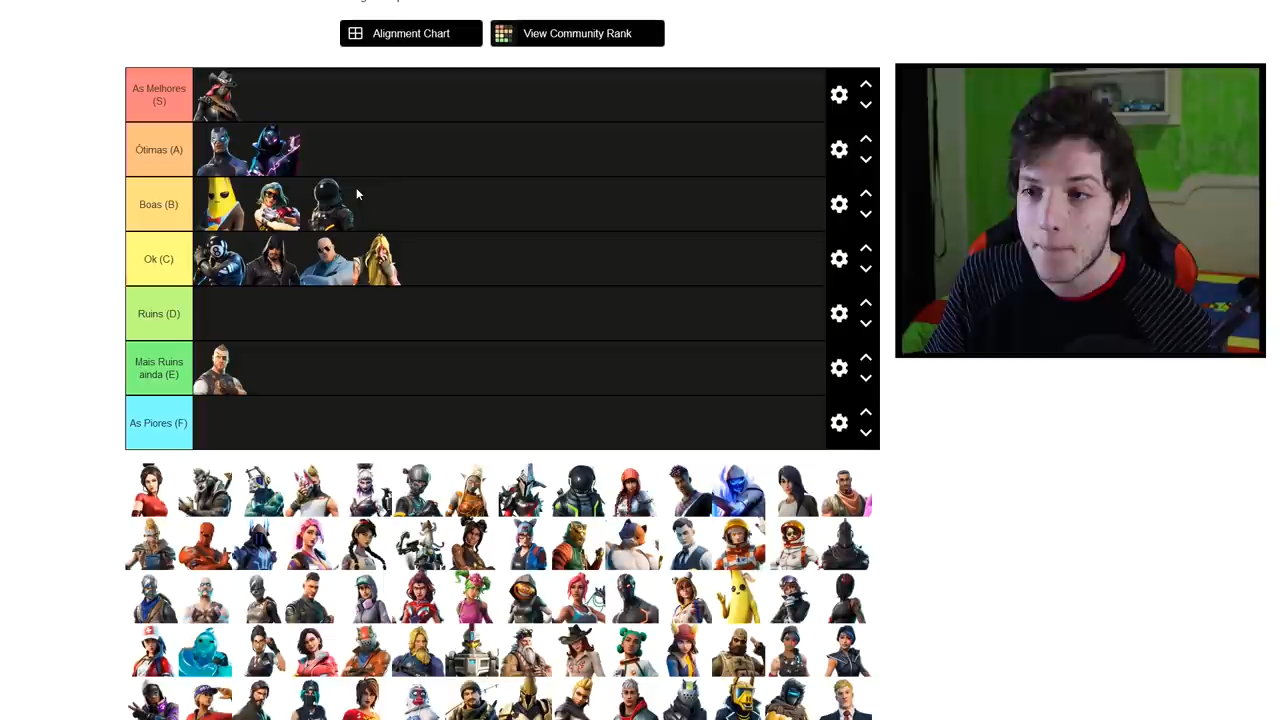 Alignment Chart
View Community Rank
As Melhores
(S)
Ótimas (A)
Boas (B)
Ok (C)
Ruins (D)
Mais Ruins
ainda (E)
As Piores (F)